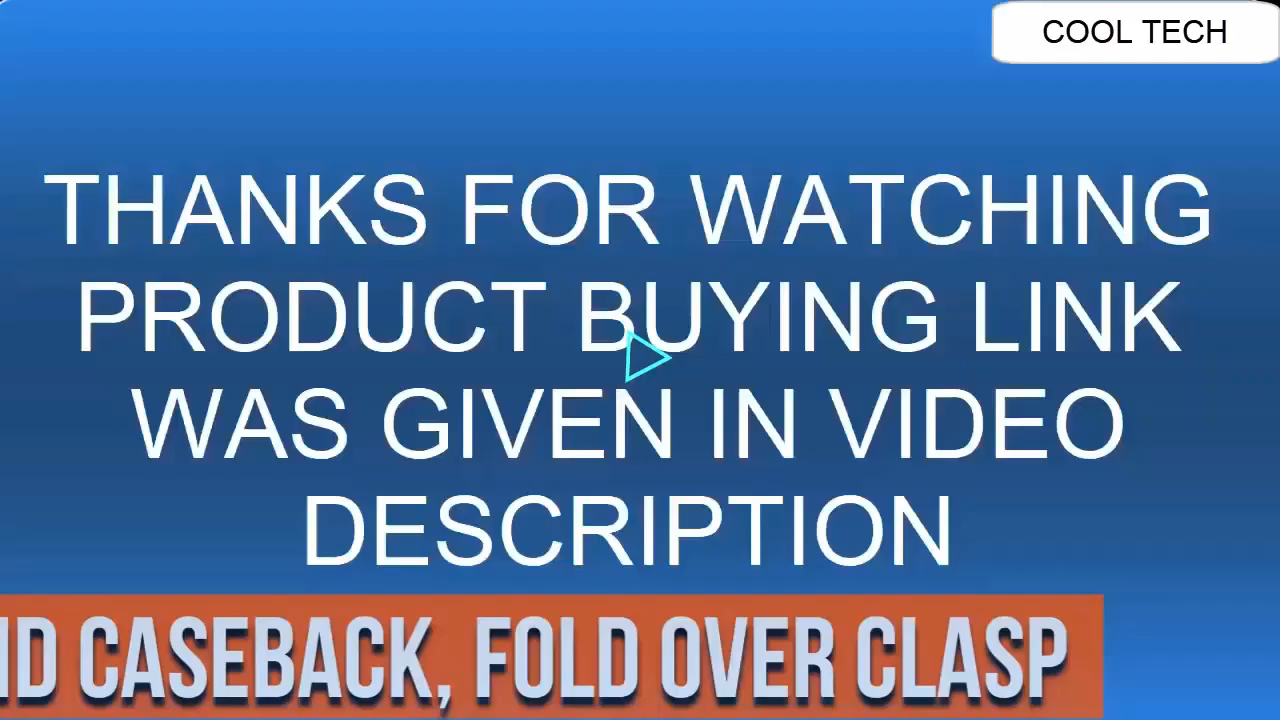 COOL TECH
THANKS FOR WATCHING
PRODUCT BUYING LINK
WAS GIVEN IN VIDEO
DESCRIPTION
CASEBACK, FOLD OVER CLASP